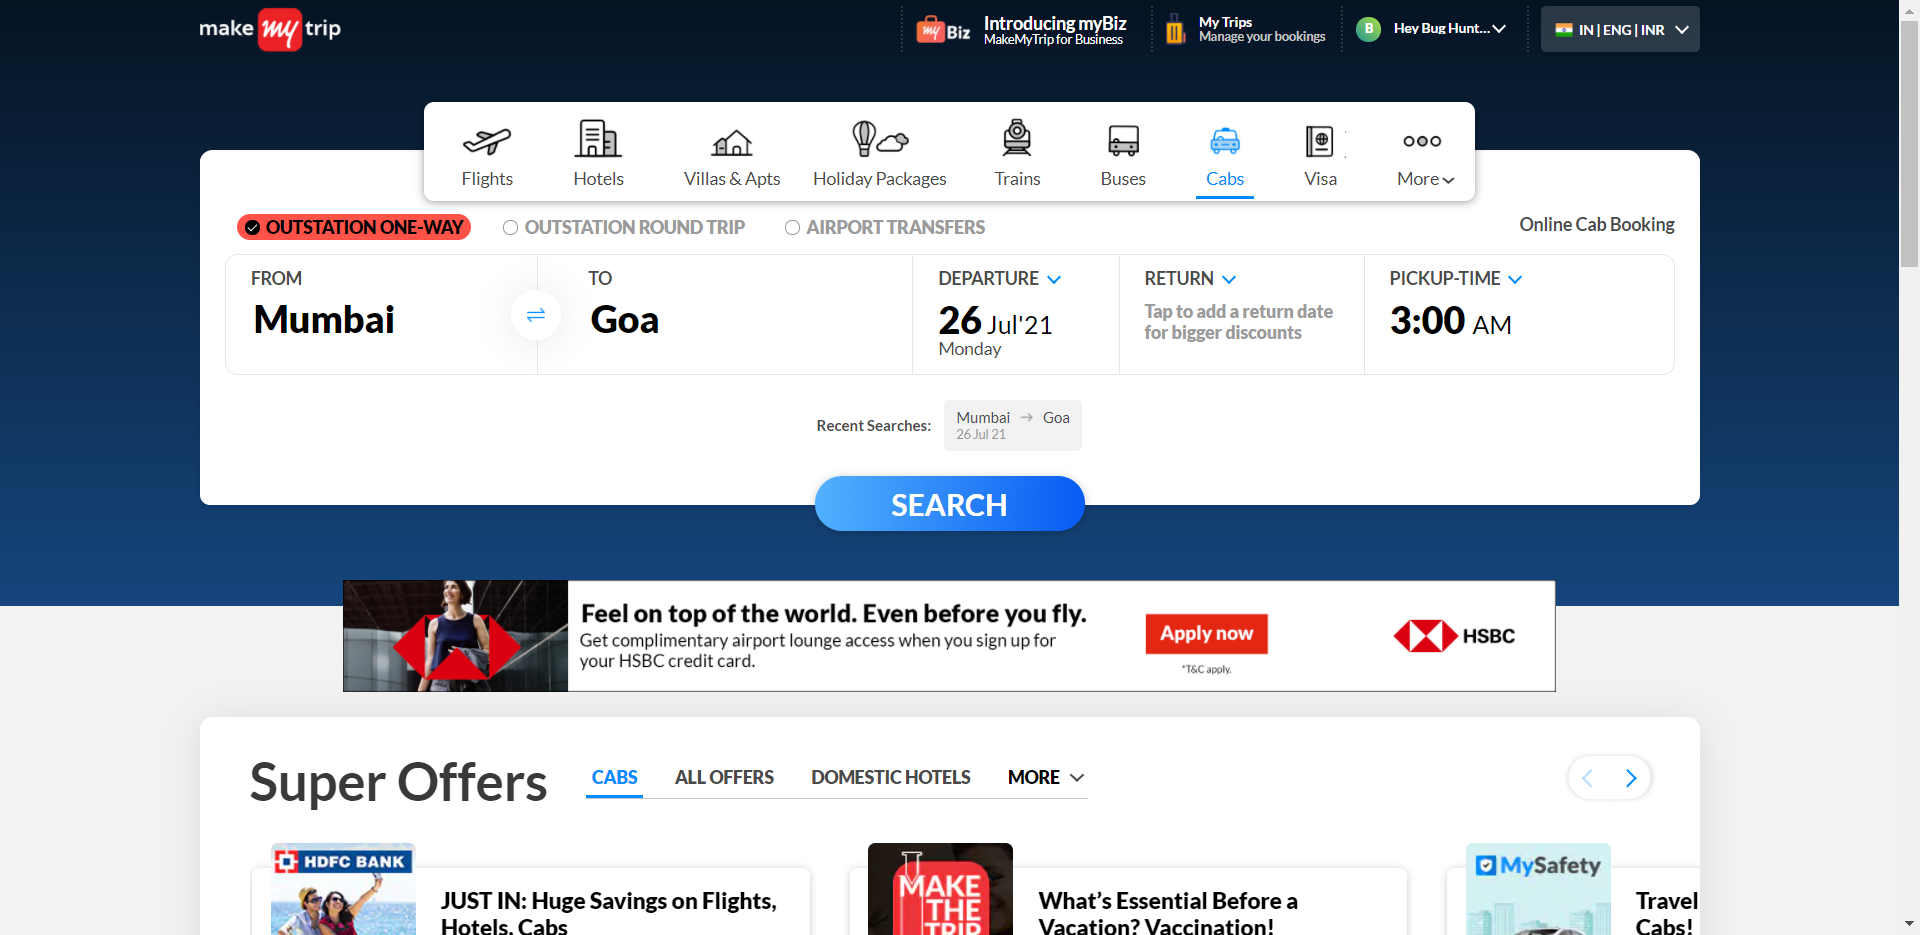 make my trip
my Biz
Introducing myBiz
MakeMyTrip for Business
My Trips
Manage your bookings
B
Hey Bug Hunt...
IN | ENG | INR
Flights
Hotels
Villas & Apts
Holiday Packages
Trains
Buses
Cabs
Visa
More
OUTSTATION ONE-WAY
OUTSTATION ROUND TRIP
AIRPORT TRANSFERS
Online Cab Booking
FROM
Mumbai
TO
Goa
DEPARTURE
26 Jul'21
Monday
RETURN
Tap to add a return date
for bigger discounts
PICKUP-TIME
3:00 AM
Recent Searches:
Mumbai → Goa
26 Jul 21
SEARCH
Feel on top of the world. Even before you fly.
Get complimentary airport lounge access when you sign up for
your HSBC credit card.
Apply now
*T&C apply.
HSBC
Super Offers
CABS
ALL OFFERS
DOMESTIC HOTELS
MORE
HDFC BANK
JUST IN: Huge Savings on Flights,
Hotels, Cabs
MAKE
THE
TRIP
What’s Essential Before a
Vacation? Vaccination!
MySafety
Travel
Cabs!